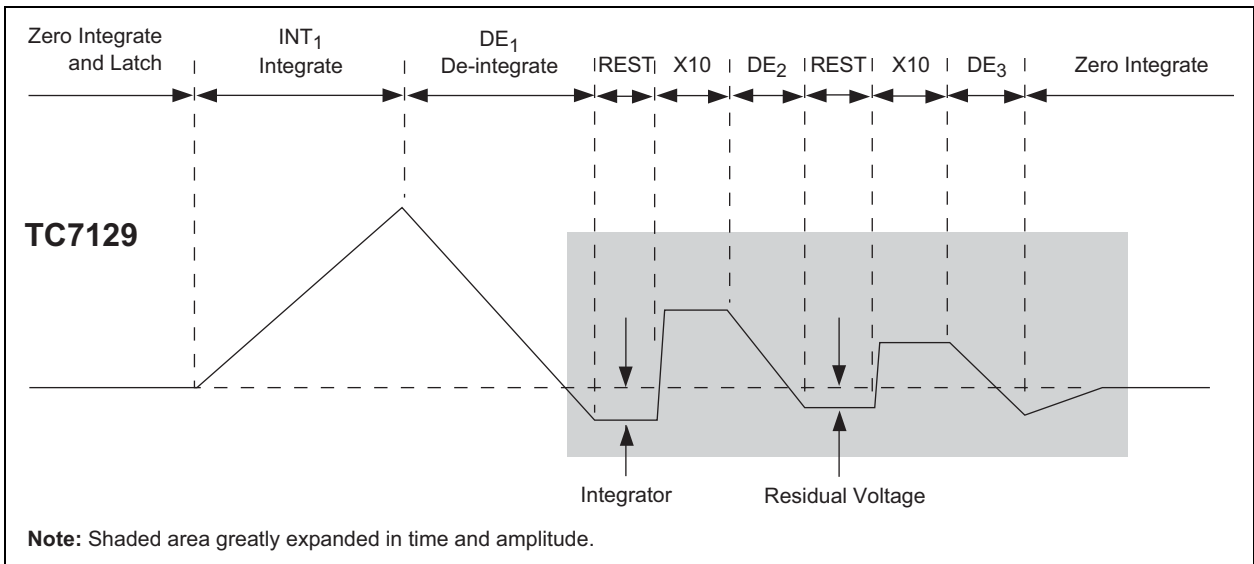 Zero Integrate
and Latch
INT1
Integrate
DE1
De-integrate
REST
X10
DE2
REST
X10
DE3
Zero Integrate
TC7129
Integrator
Residual Voltage
Note: Shaded area greatly expanded in time and amplitude.